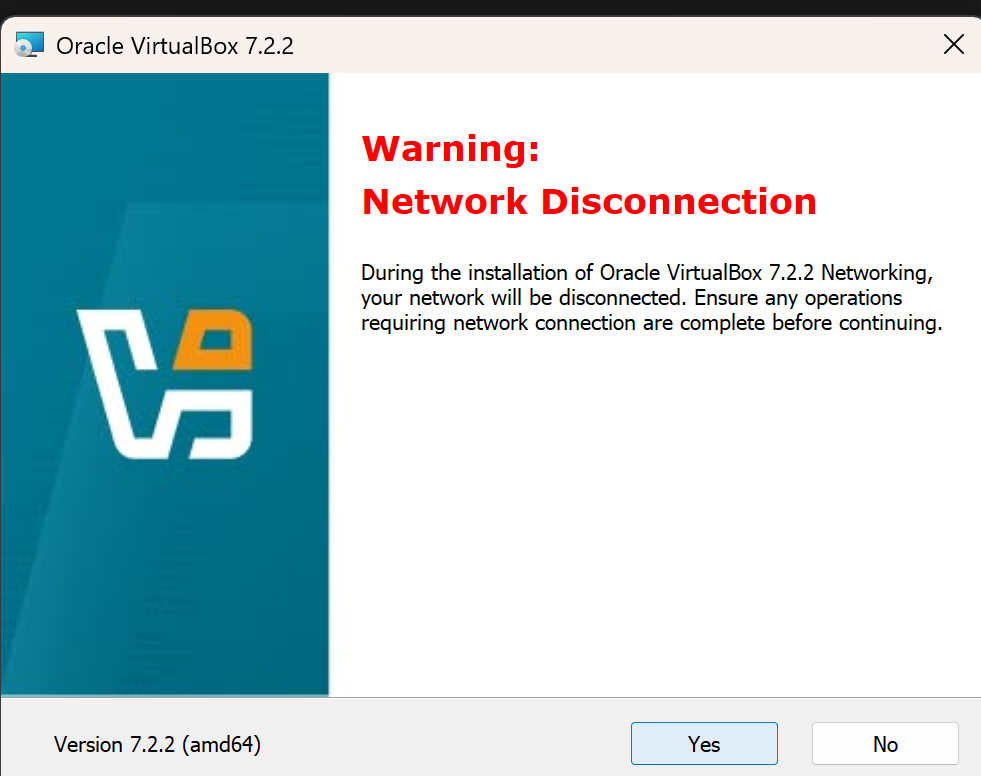 Oracle VirtualBox 7.2.2
Warning:
Network Disconnection
During the installation of Oracle VirtualBox 7.2.2 Networking,
your network will be disconnected. Ensure any operations
requiring network connection are complete before continuing.
Version 7.2.2 (amd64)
Yes
No